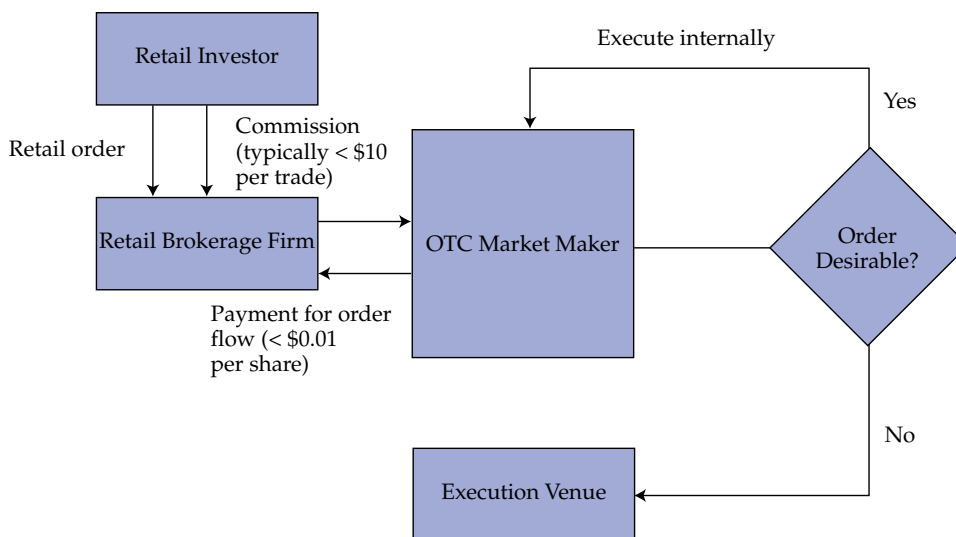 Execute internally
Retail Investor
Yes
Commission
(typically < $10
per trade)
Retail order
Retail Brokerage Firm
OTC Market Maker
Order
Desirable?
Payment for order
flow (< $0.01
per share)
No
Execution Venue